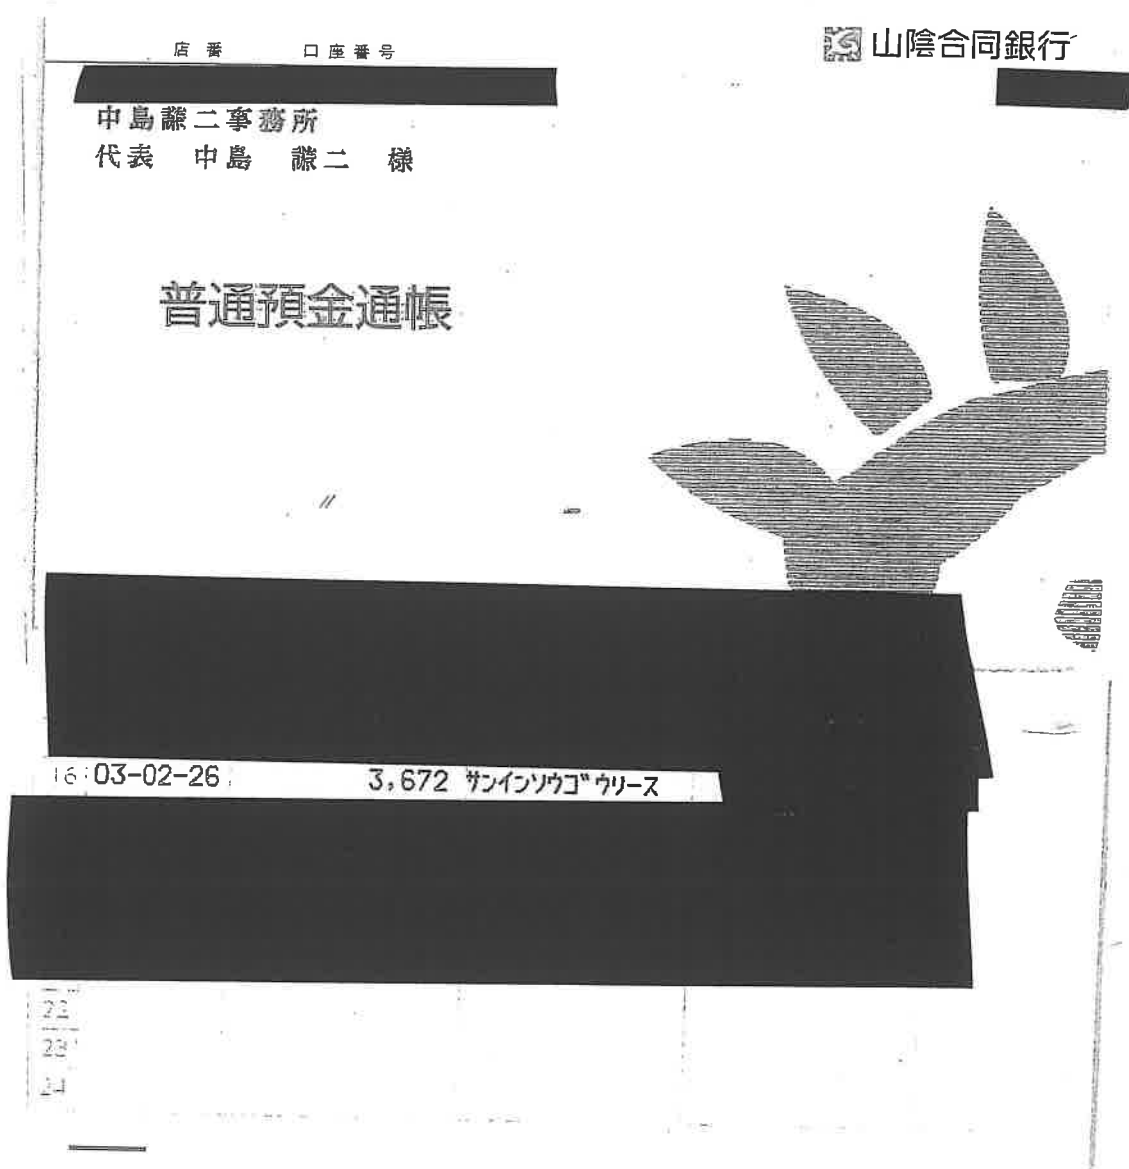 店番 口座番号
山陰合同銀行
中島謙二事務所
代表 中島 謙二 様
普通預金通帳
16 03-02-26 3,672 サンインソウゴウリース
22
23